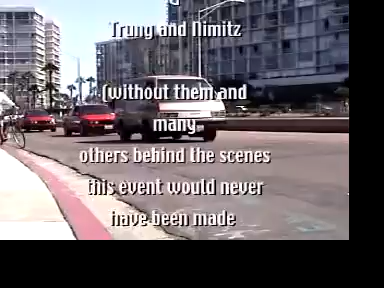 Trung and Nimitz
(without them and
many
others behind the scenes
this event would never
have been made